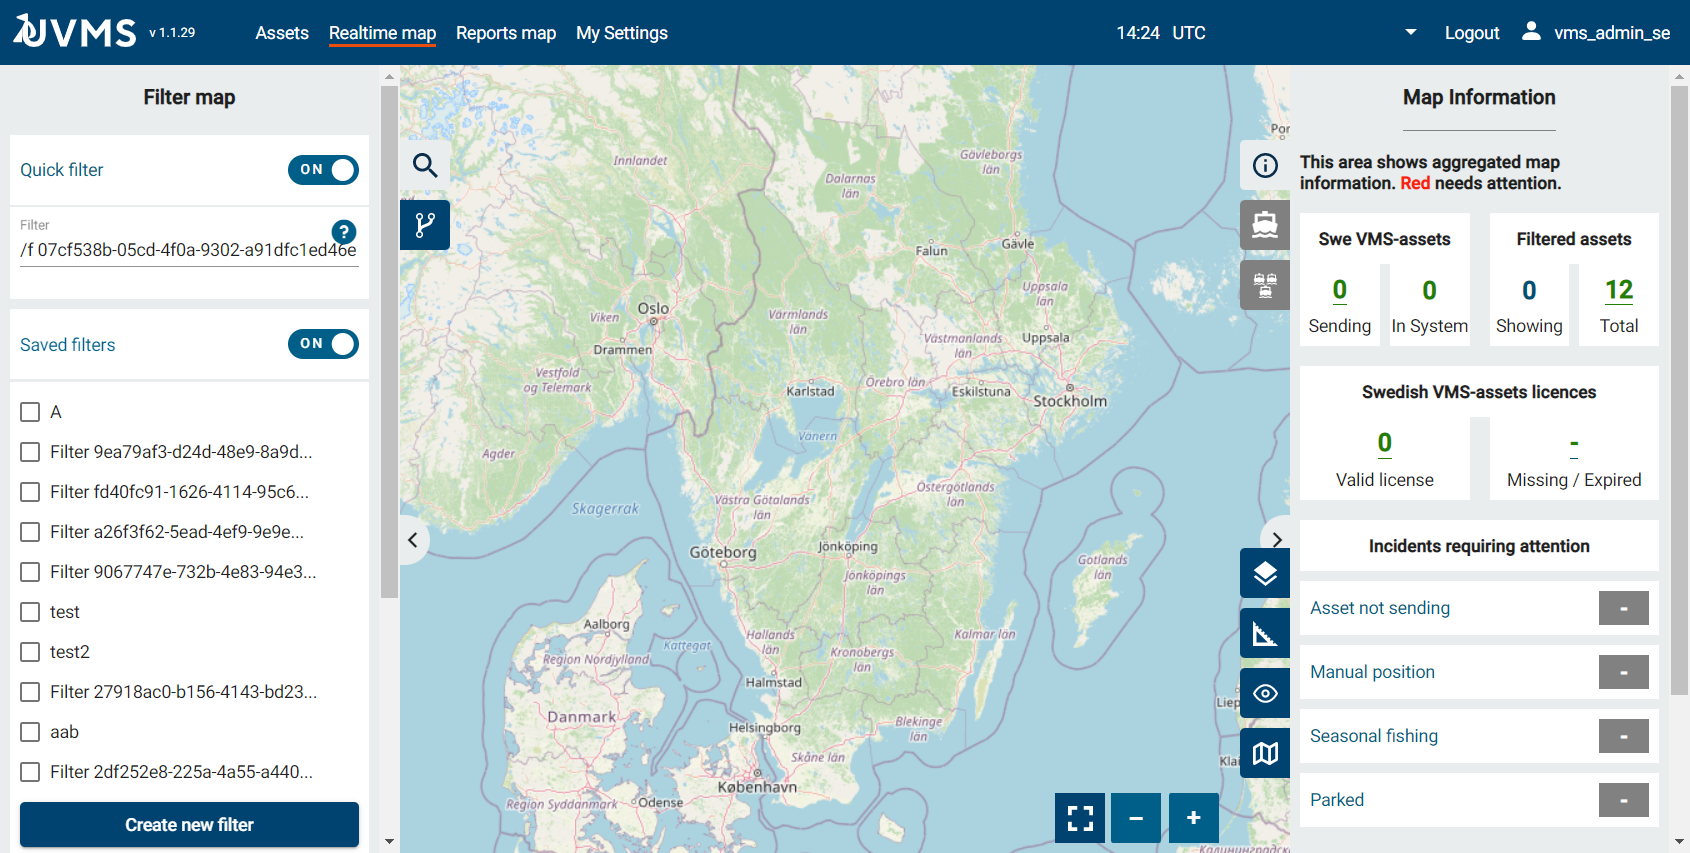 UVMS v 1.1.29
Assets Realtime map Reports map My Settings
14:24 UTC
Logout vms_admin_se
Filter map
Quick filter
ON
Filter
?
/f 07cf538b-05cd-4f0a-9302-a91dfc1ed46e
Saved filters
ON
A
Filter 9ea79af3-d24d-48e9-8a9d...
Filter fd40fc91-1626-4114-95c6...
Filter a26f3f62-5ead-4ef9-9e9e...
Filter 9067747e-732b-4e83-94e3...
test
test2
Filter 27918ac0-b156-4143-bd23...
aab
Filter 2df252e8-225a-4a55-a440...
Create new filter
Innlandet
Dalarnas
län
Gävleborgs
län
Por
Falun
Gävle
Oslo
Viken
Drammen
Värmlands
län
Uppsala
län
Uppsala
Västmanlands
län
Vestfold
og Telemark
Karlstad
Örebro län
Eskilstuna
Stockholm
Vänern
Agder
Skagerrak
Västra Götalands
län
Östergötlands
län
Göteborg
Jönköping
Jönköpings
län
Gotlands
län
Aalborg
Region Nordjylland
Kattegat
Hallands
län
Kronobergs
län
Kalmar län
Halmstad
Danmark
Helsingborg
Blekinge
län
Skåne län
København
Region Syddanmark
Odense
Liep
Klai
Калининградская
Map Information
This area shows aggregated map
information. Red needs attention.
Swe VMS-assets
0
Sending
0
In System
Filtered assets
0
Showing
12
Total
Swedish VMS-assets licences
0
Valid license
-
Missing / Expired
Incidents requiring attention
Asset not sending -
Manual position -
Seasonal fishing -
Parked -